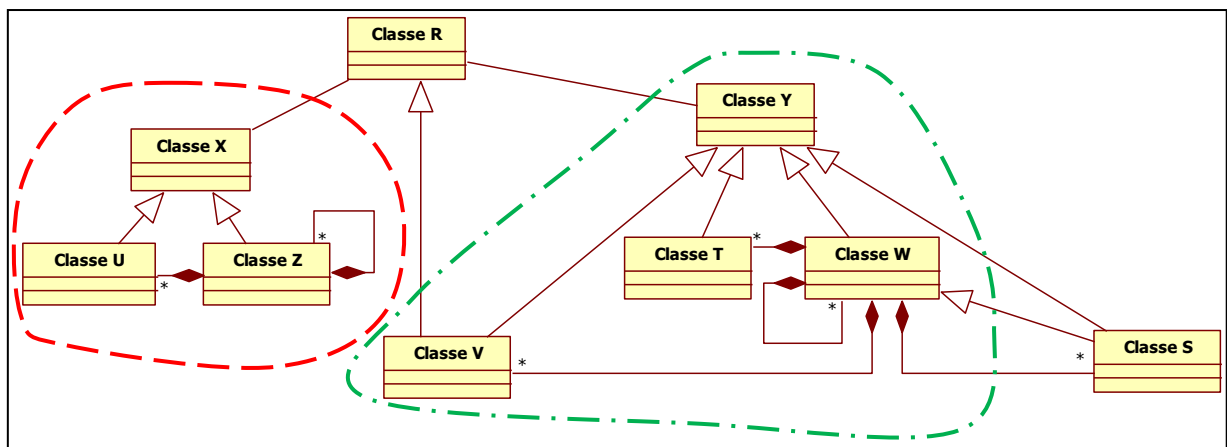 Classe R
Classe Y
Classe X
*
*
Classe U
Classe Z
Classe T
Classe W
*
*
Classe V
*
*
Classe S